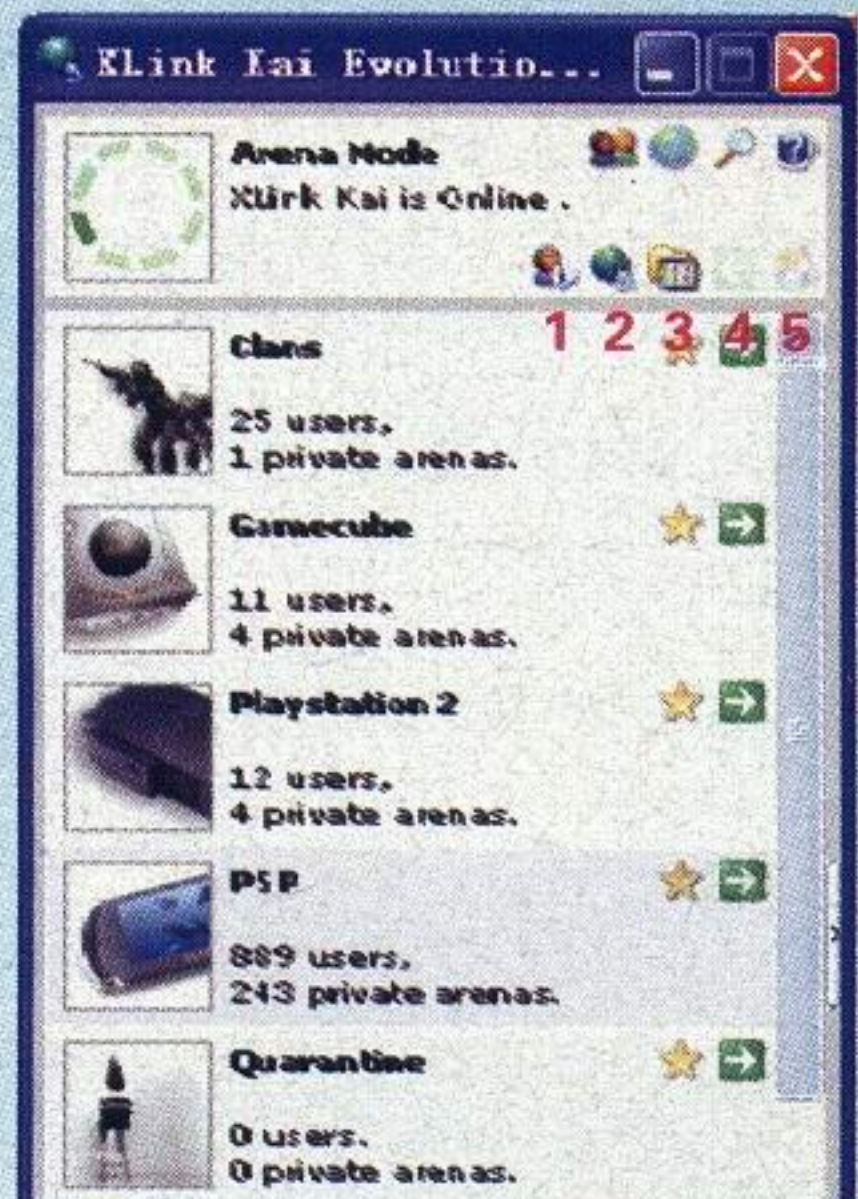 XLink Kai Evolutio...
Arena Mode
XLink Kai is Online .
1 2 3 4 5
Clans
25 users,
1 private arenas.
Gamecube
11 users,
4 private arenas.
Playstation 2
12 users,
4 private arenas.
PSP
889 users,
243 private arenas.
Quarantine
0 users.
0 private arenas.